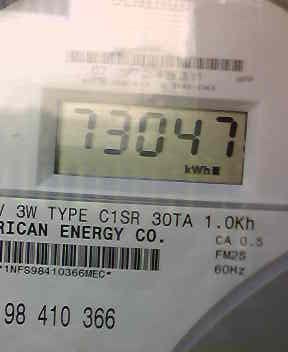 73047
kWh
V 3W TYPE C1SR 30TA 1.0Kh
RICAN ENERGY CO.
CA 0.5
FM2S
*1NFS98410366MEC*
60Hz
98 410 366